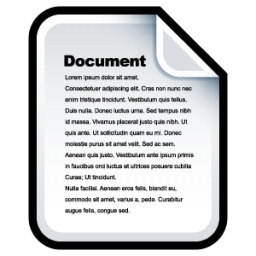 Document
Lorem ipsum dolor sit amet.
Consectetuer adipiscing elit. Cras nunc nec
enim tristique tincidunt. Vestibulum quis tellus.
Duis nulla. Donec urna. Sed tempus nibh
id massa. Vivamus placerat justo sit amet nibh. Ut
quis ante. Ut sollicitudin quam eu mi. Donec
molestie purus sit amet velit. Sed ac sem.
Aenean quis justo. Vestibulum ante ipsum primis
in faucibus orci luctus et ultrices posuere cubilia
Curae; Ut tincidunt.
Nulla facilisi. Aenean eros felis, blandit eu,
commodo sit amet, varius a, pede. Curabitur
augue felis, congue sed.